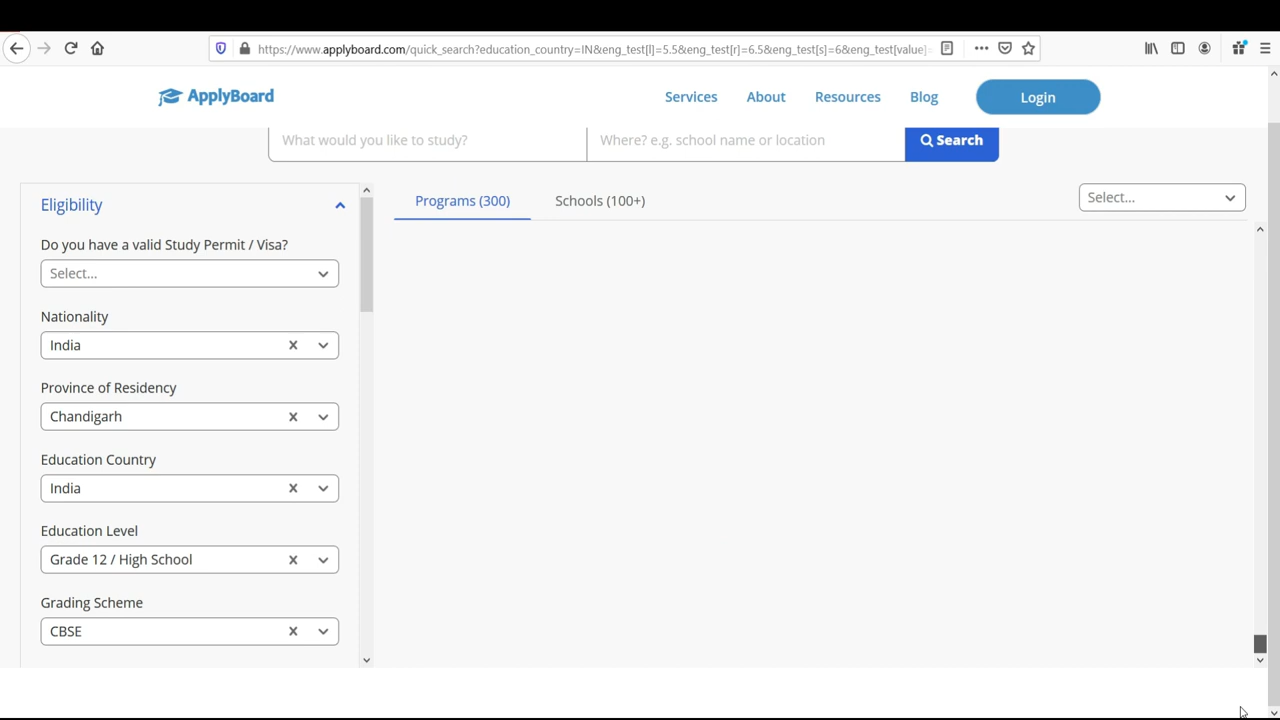 https://www.applyboard.com/quick_search?education_country=IN&eng_test[l]=5.5&eng_test[r]=6.5&eng_test[s]=6&eng_test[value]=
ApplyBoard
Services
About
Resources
Blog
Login
What would you like to study?
Where? e.g. school name or location
Search
Eligibility
Programs (300)
Schools (100+)
Select...
Do you have a valid Study Permit / Visa?
Select...
Nationality
India
Province of Residency
Chandigarh
Education Country
India
Education Level
Grade 12 / High School
Grading Scheme
CBSE